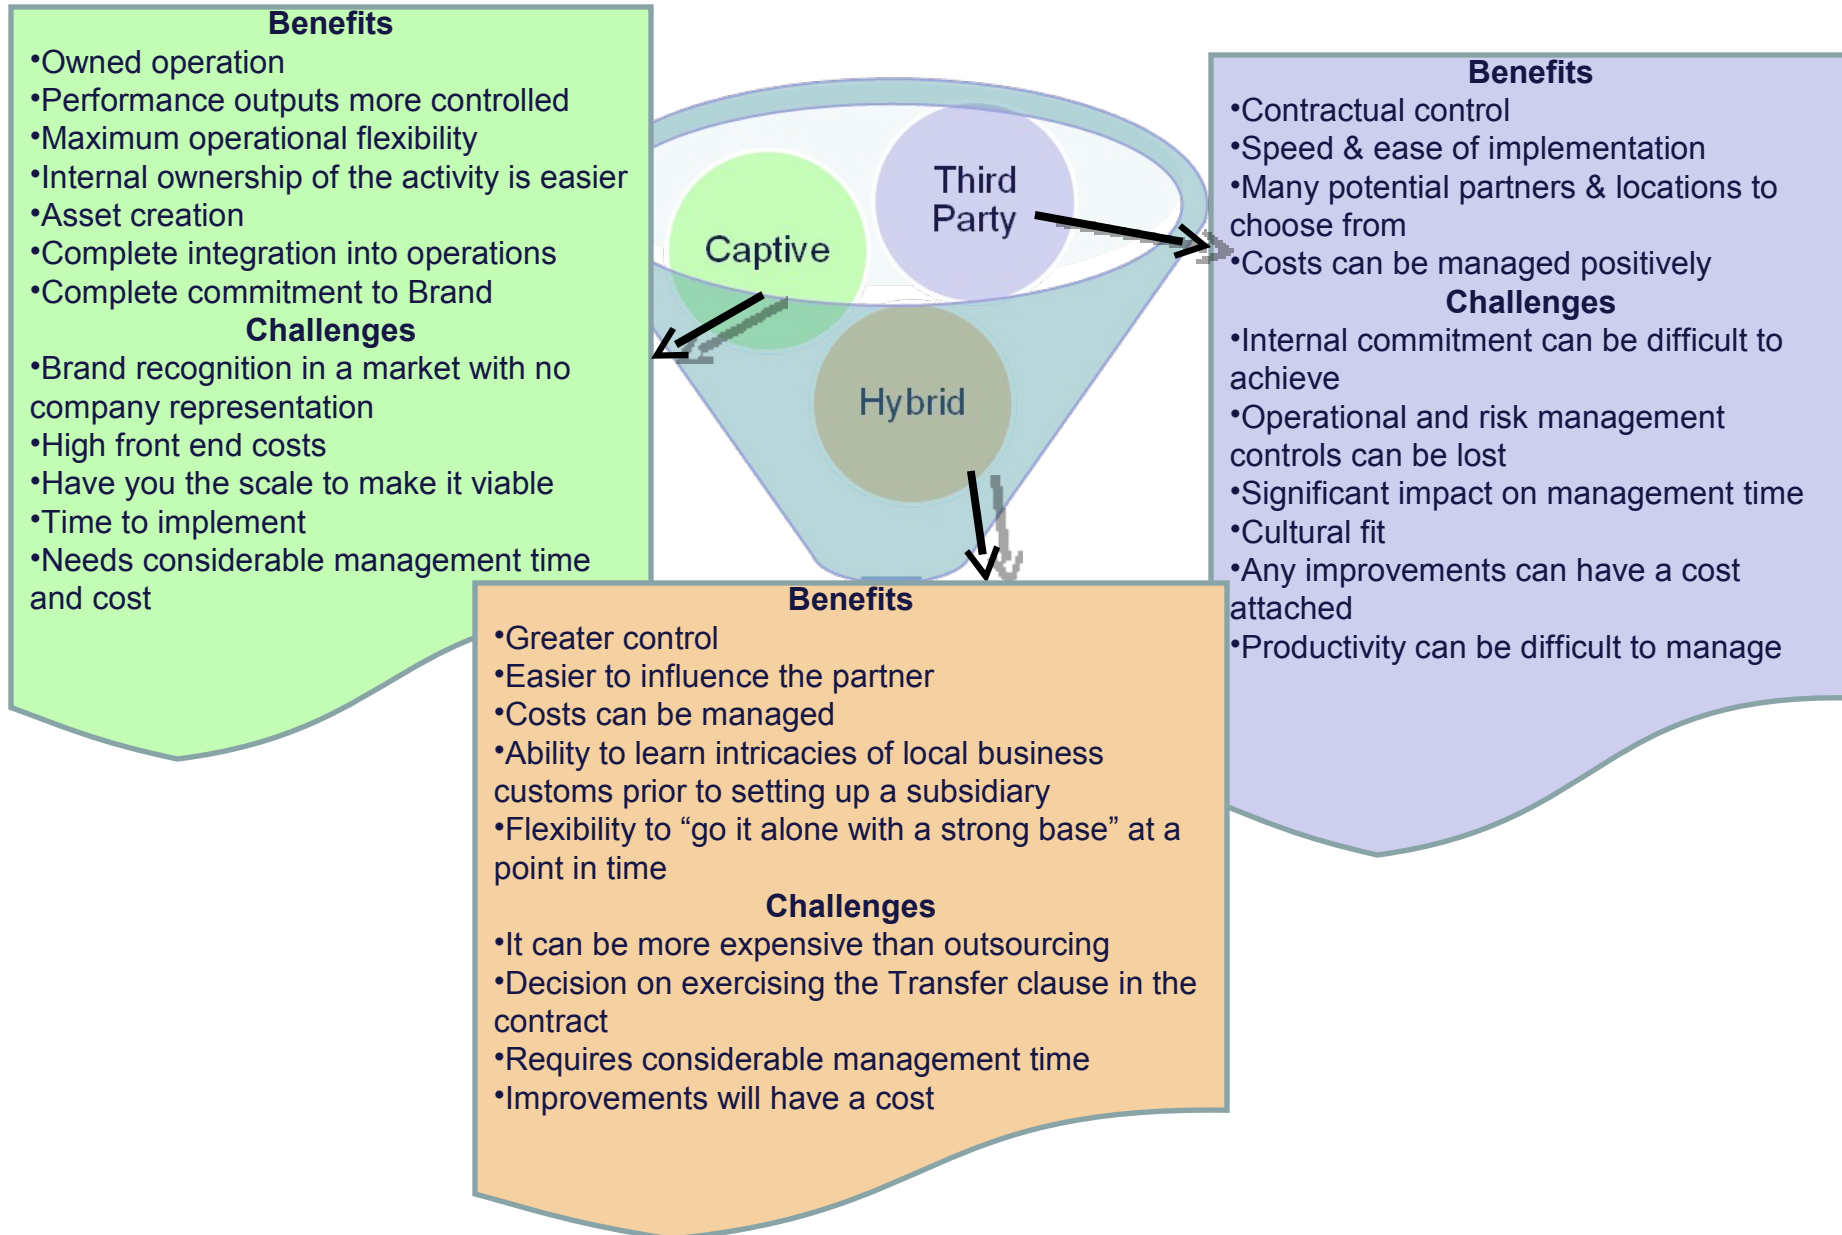 Benefits
•Owned operation
•Performance outputs more controlled
•Maximum operational flexibility
•Internal ownership of the activity is easier
•Asset creation
•Complete integration into operations
•Complete commitment to Brand
Challenges
•Brand recognition in a market with no
company representation
•High front end costs
•Have you the scale to make it viable
•Time to implement
•Needs considerable management time
and cost
Captive
Third
Party
Hybrid
Benefits
•Contractual control
•Speed & ease of implementation
•Many potential partners & locations to
choose from
•Costs can be managed positively
Challenges
•Internal commitment can be difficult to
achieve
•Operational and risk management
controls can be lost
•Significant impact on management time
•Cultural fit
•Any improvements can have a cost
attached
•Productivity can be difficult to manage
Benefits
•Greater control
•Easier to influence the partner
•Costs can be managed
•Ability to learn intricacies of local business
customs prior to setting up a subsidiary
•Flexibility to “go it alone with a strong base” at a
point in time
Challenges
•It can be more expensive than outsourcing
•Decision on exercising the Transfer clause in the
contract
•Requires considerable management time
•Improvements will have a cost